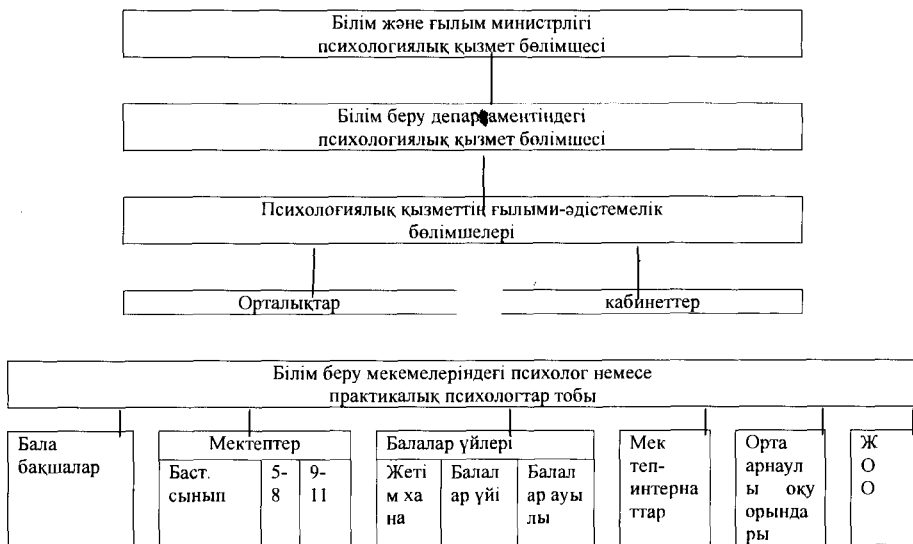 Білім және ғылым министрлігі
психологиялық қызмет бөлімшесі
Білім беру департаментіндегі
психологиялық қызмет бөлімшесі
Психологиялық қызметтің ғылыми-әдістемелік
бөлімшелері
Орталықтар
кабинеттер
Білім беру мекемелеріндегі психолог немесе
практикалық психологтар тобы
Бала
бақшалар
Мектептер
Баст.
сынып
5-
8
9-
11
Балалар үйлері
Жеті
м ха
на
Балал
ар үйі
Балал
ар ауы
лы
Мек
теп-
интерна
ттар
Орта
арнаул
ы оқу
орында
ры
Ж
О
О